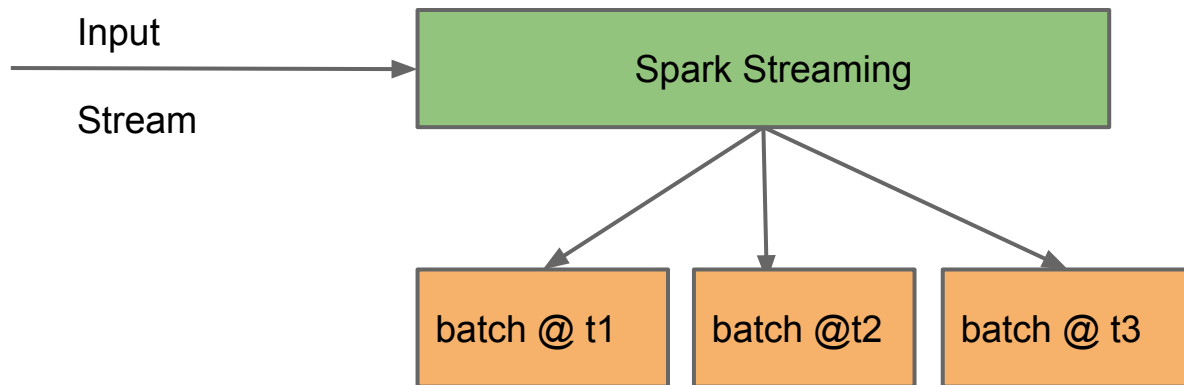 Input
Spark Streaming
Stream
batch @ t1
batch @t2
batch @ t3